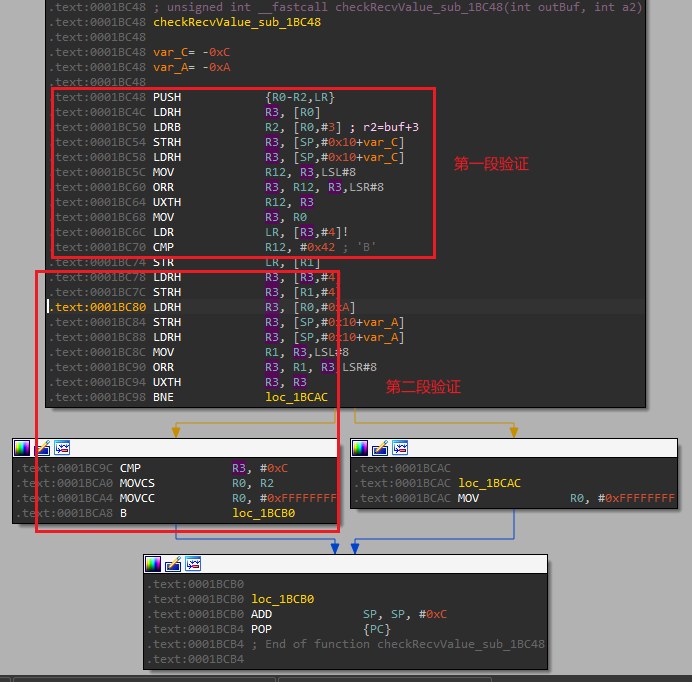 .text:0001BC48 ; unsigned int __fastcall checkRecvValue_sub_1BC48(int outBuf, int a2)
.text:0001BC48 checkRecvValue_sub_1BC48
.text:0001BC48
.text:0001BC48 var_C= -0xC
.text:0001BC48 var_A= -0xA
.text:0001BC48
.text:0001BC48 PUSH {R0-R2,LR}
.text:0001BC4C LDRH R3, [R0]
.text:0001BC50 LDRB R2, [R0,#3] ; r2=buf+3
.text:0001BC54 STRH R3, [SP,#0x10+var_C]
.text:0001BC58 LDRH R3, [SP,#0x10+var_C]
.text:0001BC5C MOV R12, R3,LSL#8
.text:0001BC60 ORR R3, R12, R3,LSR#8
.text:0001BC64 UXTH R12, R3
.text:0001BC68 MOV R3, R0
.text:0001BC6C LDR LR, [R3,#4]!
.text:0001BC70 CMP R12, #0x42 ; 'B'
第一段验证
.text:0001BC74 STR LR, [R1]
.text:0001BC78 LDRH R3, [R3,#4]
.text:0001BC7C STRH R3, [R1,#4]
.text:0001BC80 LDRH R3, [R0,#0xA]
.text:0001BC84 STRH R3, [SP,#0x10+var_A]
.text:0001BC88 LDRH R3, [SP,#0x10+var_A]
.text:0001BC8C MOV R1, R3,LSL#8
.text:0001BC90 ORR R3, R1, R3,LSR#8
.text:0001BC94 UXTH R3, R3
.text:0001BC98 BNE loc_1BCAC
第二段验证
.text:0001BC9C CMP R3, #0xC
.text:0001BCA0 MOVCS R0, R2
.text:0001BCA4 MOVCC R0, #0xFFFFFFFF
.text:0001BCA8 B loc_1BCB0
.text:0001BCAC
.text:0001BCAC loc_1BCAC
.text:0001BCAC MOV R0, #0xFFFFFFFF
.text:0001BCB0
.text:0001BCB0 loc_1BCB0
.text:0001BCB0 ADD SP, SP, #0xC
.text:0001BCB4 POP {PC}
.text:0001BCB4 ; End of function checkRecvValue_sub_1BC48
.text:0001BCB4